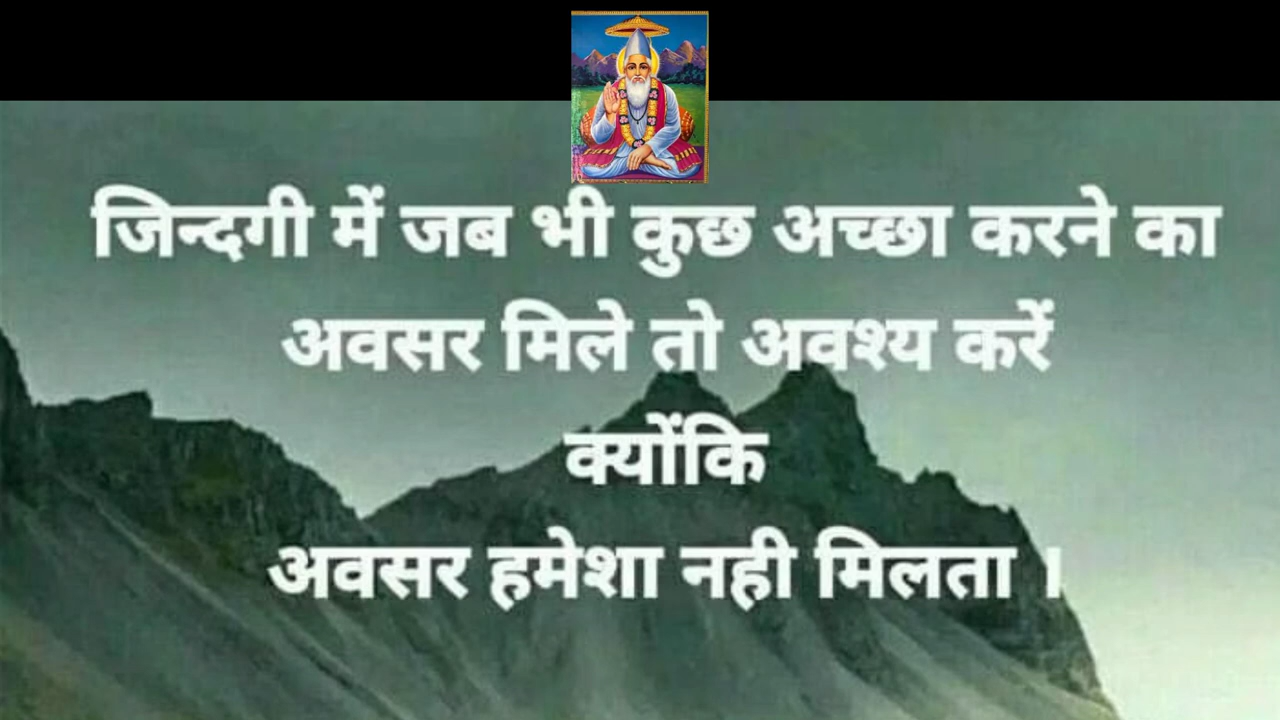 जिन्दगी में जब भी कुछ अच्छा करने का
अवसर मिले तो अवश्य करें
क्योंकि
अवसर हमेशा नही मिलता ।